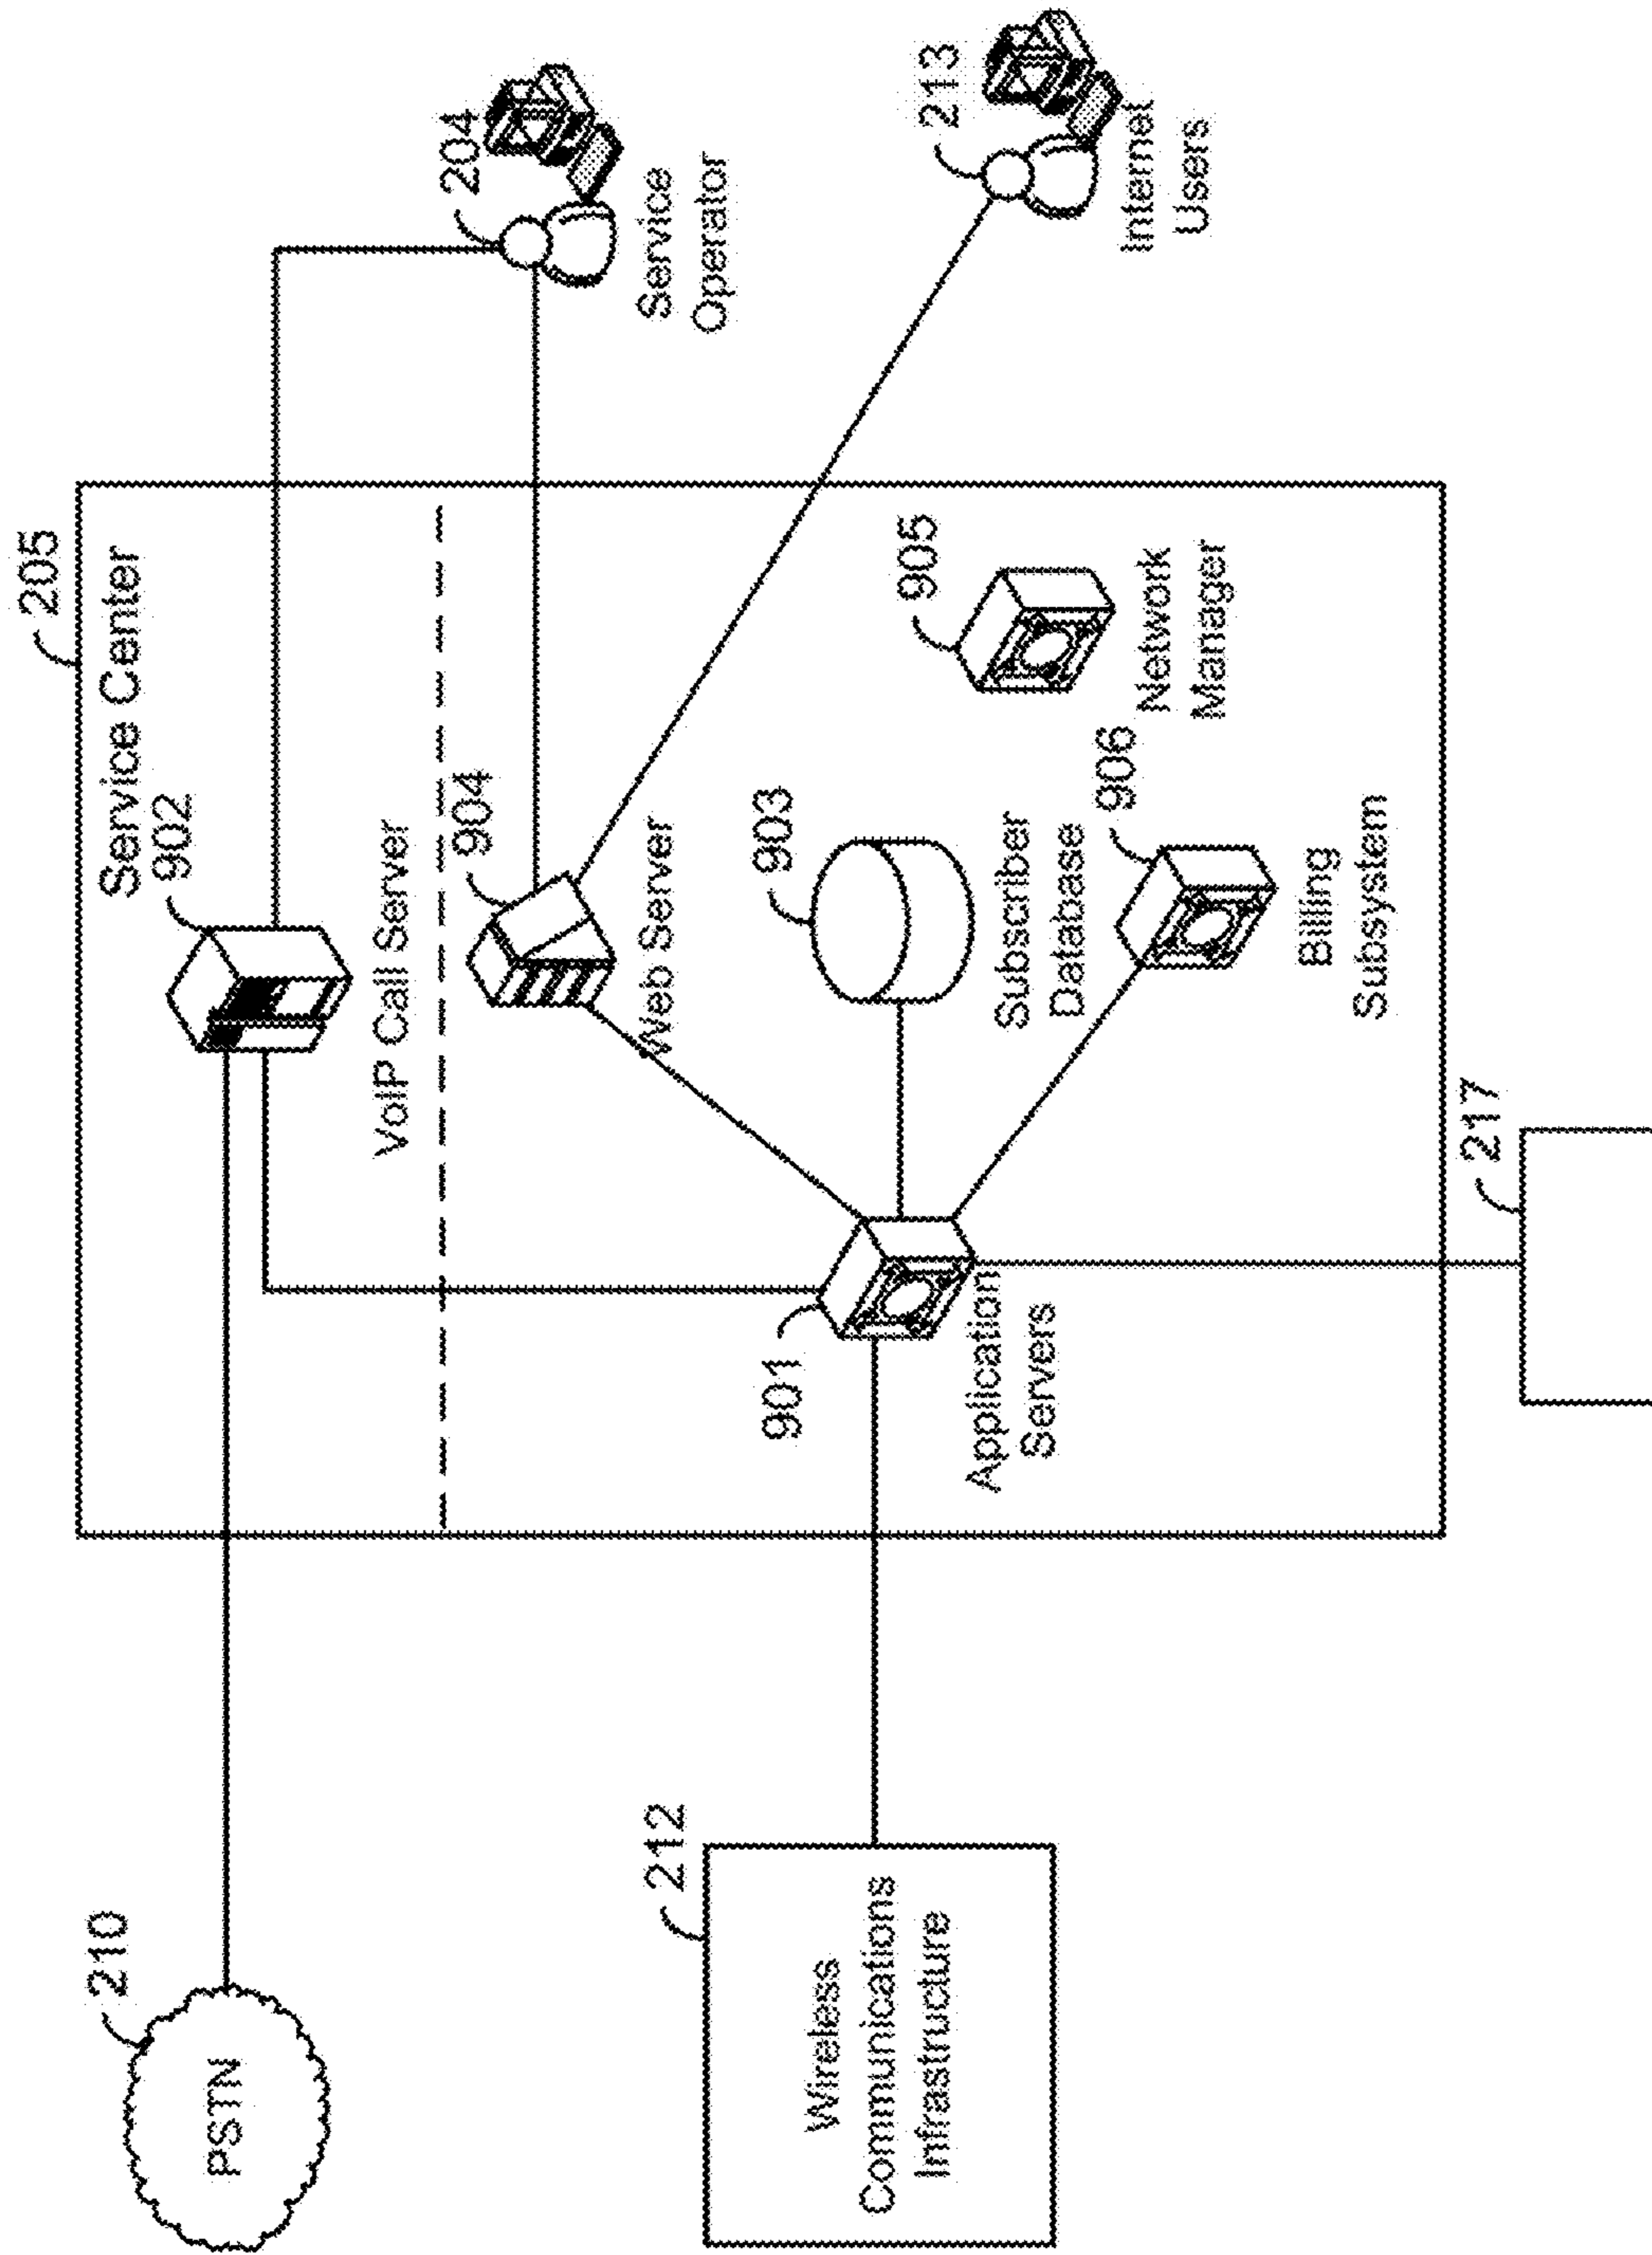 205
Service Center
902
VoIP Call Server
210
PSTN
204
Service
Operator
904
Web Server
213
Internet
Users
212
Wireless
Communications
Infrastructure
901
Application
Servers
903
Subscriber
Database
905
Network
Manager
906
Billing
Subsystem
217